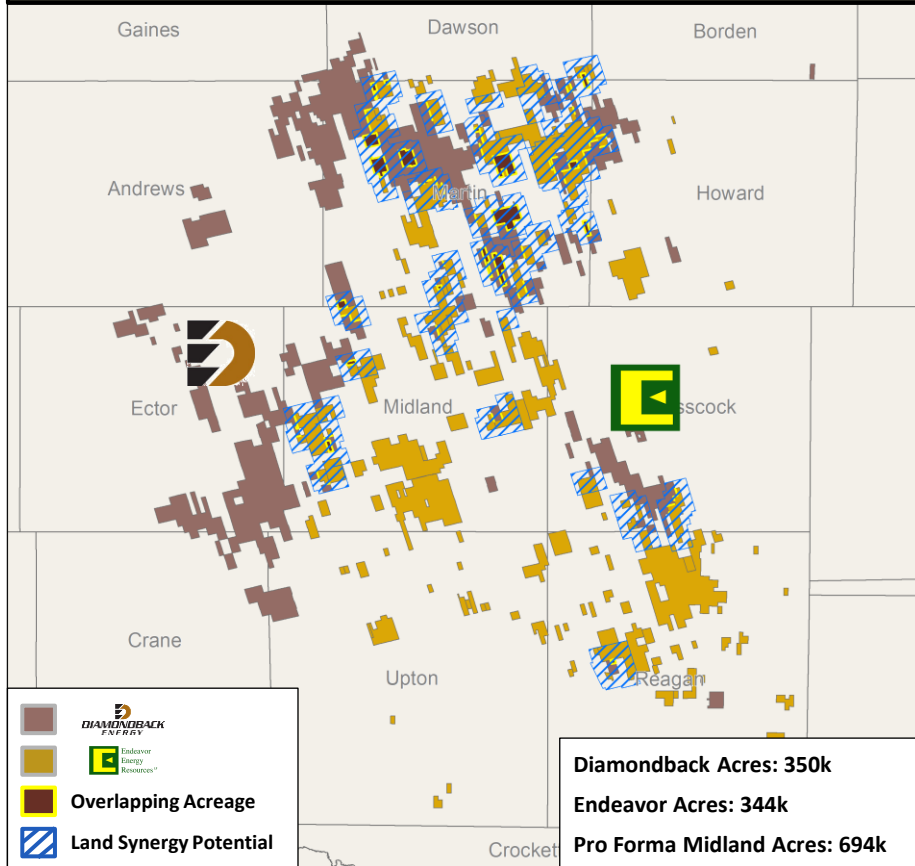 Gaines
Dawson
Borden
Andrews
Martin
Howard
Ector
Midland
sscock
Crane
Upton
Reagan
Crocket
DIAMONDBACK
ENERGY
Endeavor
Energy
Resources
Overlapping Acreage
Land Synergy Potential
Diamondback Acres: 350k
Endeavor Acres: 344k
Pro Forma Midland Acres: 694k